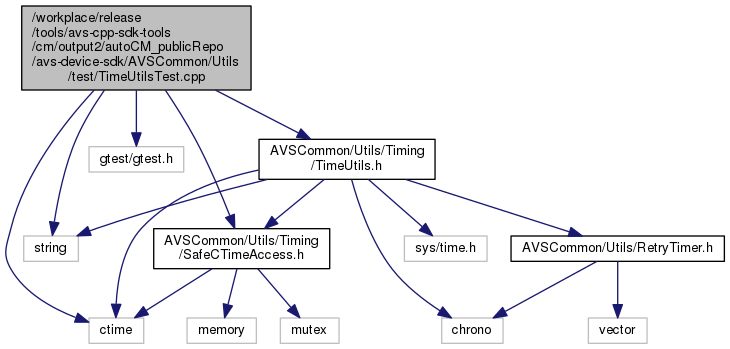 /workplace/release
/tools/avs-cpp-sdk-tools
/cm/output2/autoCM_publicRepo
/avs-device-sdk/AVSCommon/Utils
/test/TimeUtilsTest.cpp
gtest/gtest.h
AVSCommon/Utils/Timing
/TimeUtils.h
string
AVSCommon/Utils/Timing
/SafeCTimeAccess.h
sys/time.h
AVSCommon/Utils/RetryTimer.h
ctime
memory
mutex
chrono
vector